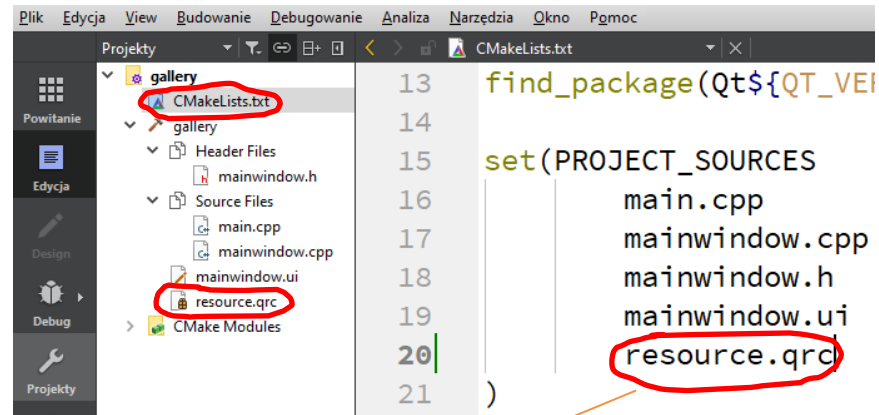 Plik Edycja View Budowanie Debugowanie Analiza Narzędzia Okno Pomoc
Projekty
CMakeLists.txt
Powitanie
Edycja
Design
Debug
Projekty
gallery
CMakeLists.txt
gallery
Header Files
mainwindow.h
Source Files
main.cpp
mainwindow.cpp
mainwindow.ui
resource.qrc
CMake Modules
13 find_package(Qt${QT_VER
14
15 set(PROJECT_SOURCES
16 main.cpp
17 mainwindow.cpp
18 mainwindow.h
19 mainwindow.ui
20 resource.qrc
21 )